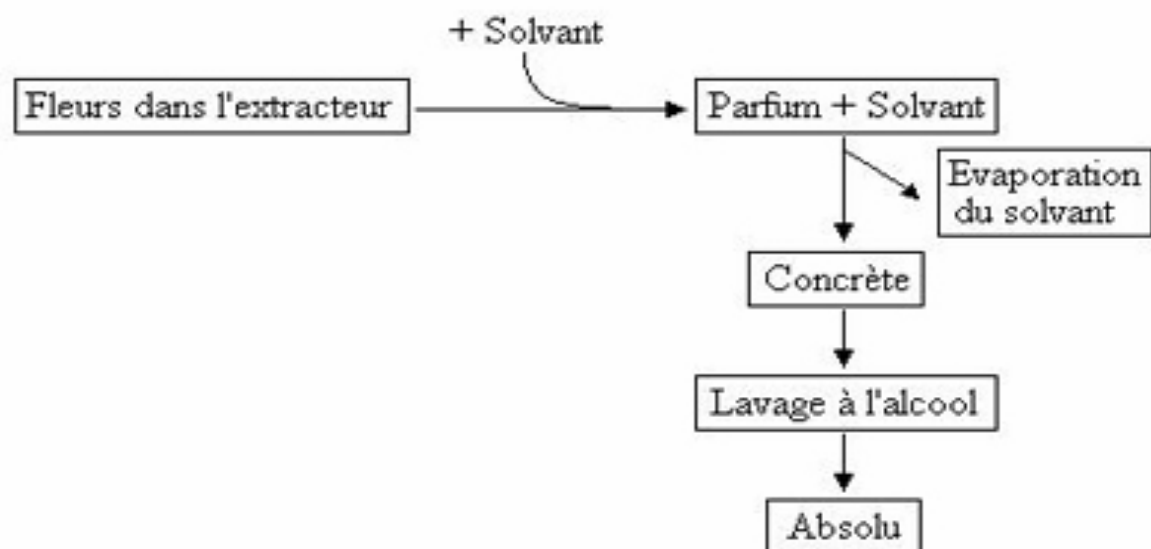 + Solvant
Fleurs dans l'extracteur
Parfum + Solvant
Evaporation
du solvant
Concrète
Lavage à l'alcool
Absolu